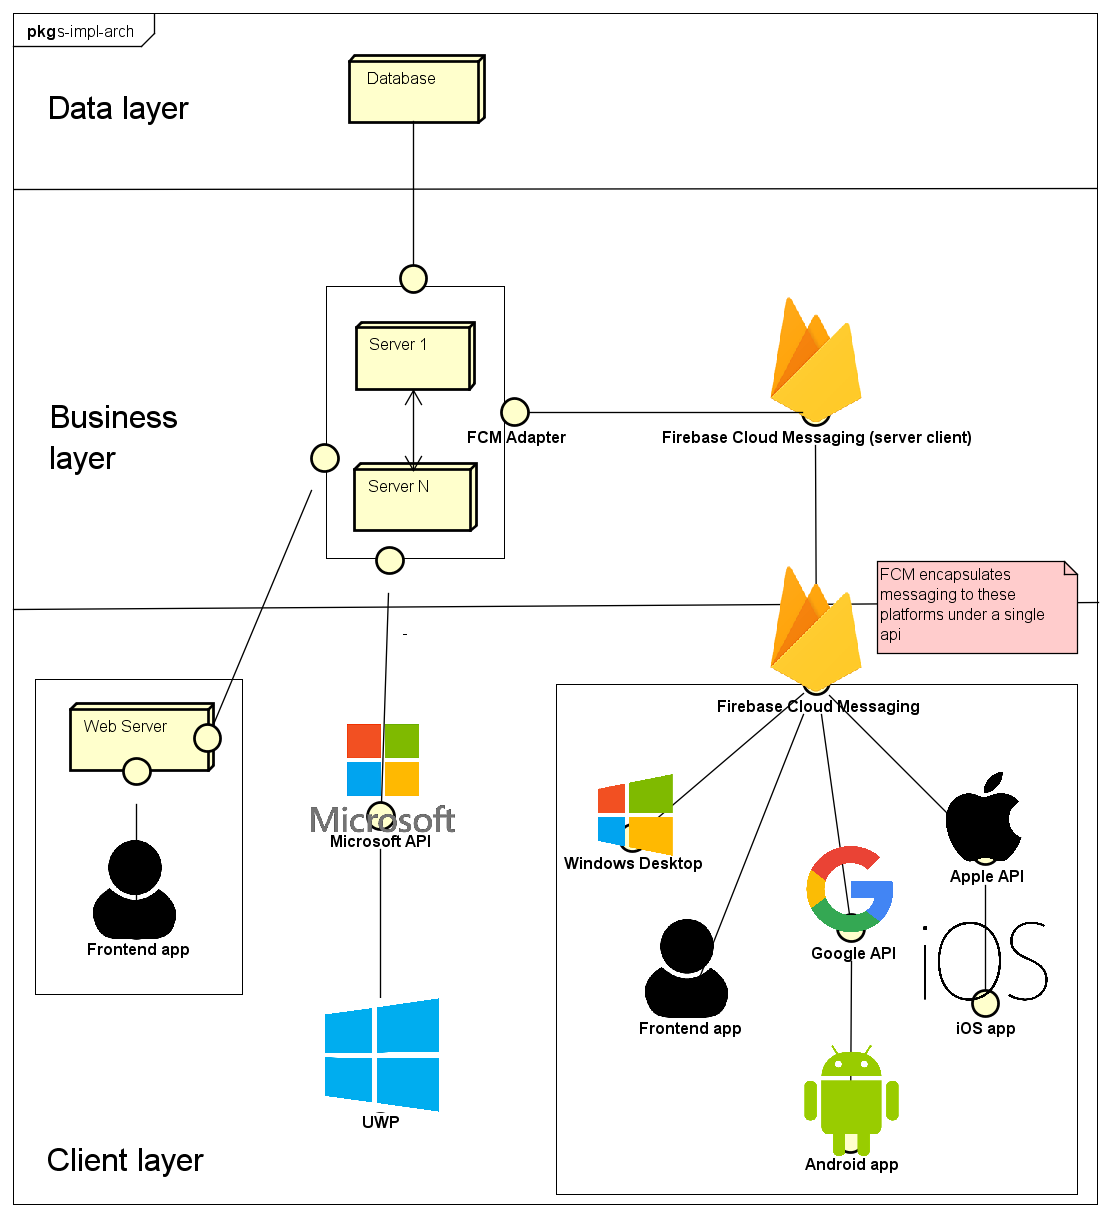 pkgs-impl-arch
Database
Data layer
Server 1
Business
layer
FCM Adapter
Firebase Cloud Messaging (server client)
Server N
FCM encapsulates
messaging to these
platforms under a single
api
-
Web Server
Firebase Cloud Messaging
Microsoft
Microsoft API
Windows Desktop
Apple API
Frontend app
Google API
iOS
Frontend app
iOS app
UWP
Client layer
Android app